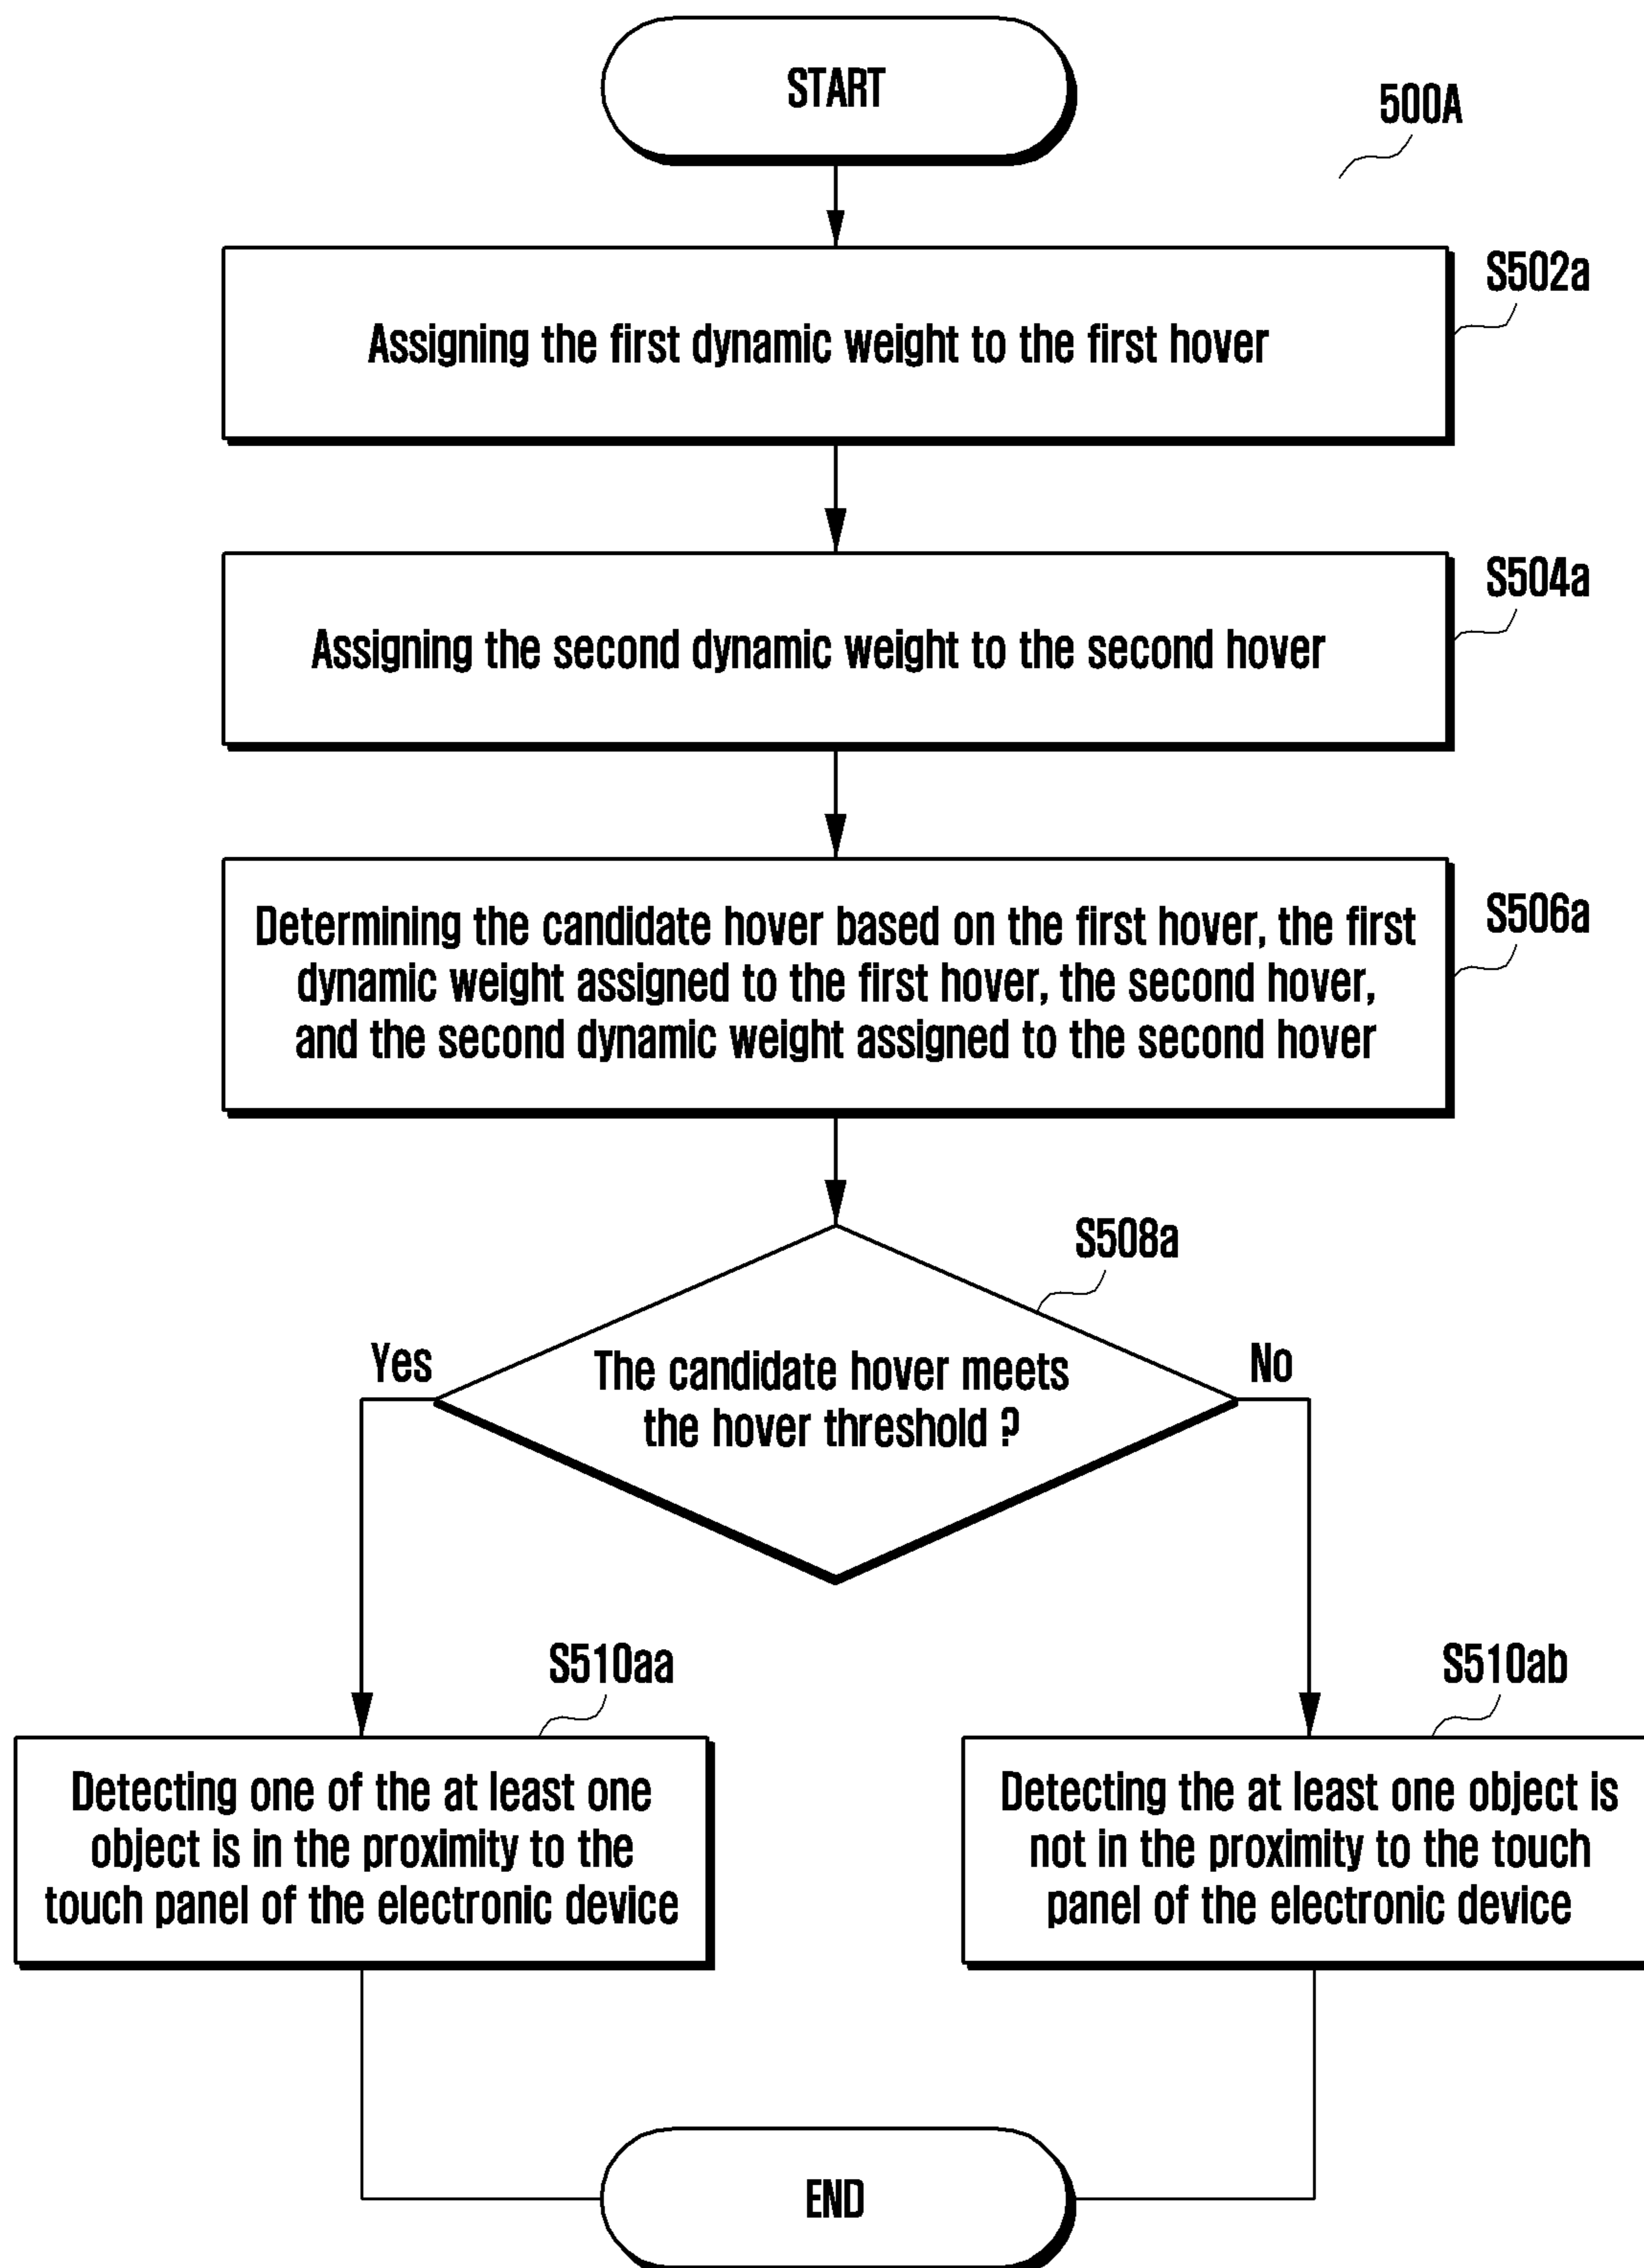 START
500A
S502a
Assigning the first dynamic weight to the first hover
S504a
Assigning the second dynamic weight to the second hover
S506a
Determining the candidate hover based on the first hover, the first
dynamic weight assigned to the first hover, the second hover,
and the second dynamic weight assigned to the second hover
S508a
Yes
The candidate hover meets
the hover threshold ?
No
S510aa
Detecting one of the at least one
object is in the proximity to the
touch panel of the electronic device
S510ab
Detecting the at least one object is
not in the proximity to the touch
panel of the electronic device
END